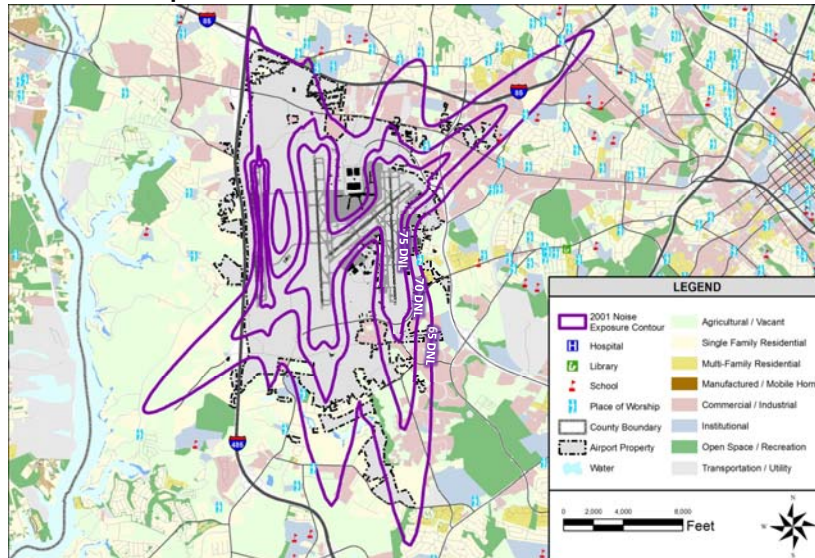 85
85
75 DNL
70 DNL
65 DNL
485
LEGEND
2001 Noise
Exposure Contour
Hospital
Library
School
Place of Worship
County Boundary
Airport Property
Water
Agricultural / Vacant
Single Family Residential
Multi-Family Residential
Manufactured / Mobile Hom
Commercial / Industrial
Institutional
Open Space / Recreation
Transportation / Utility
0 2,000 4,000 8,000
Feet
N
W